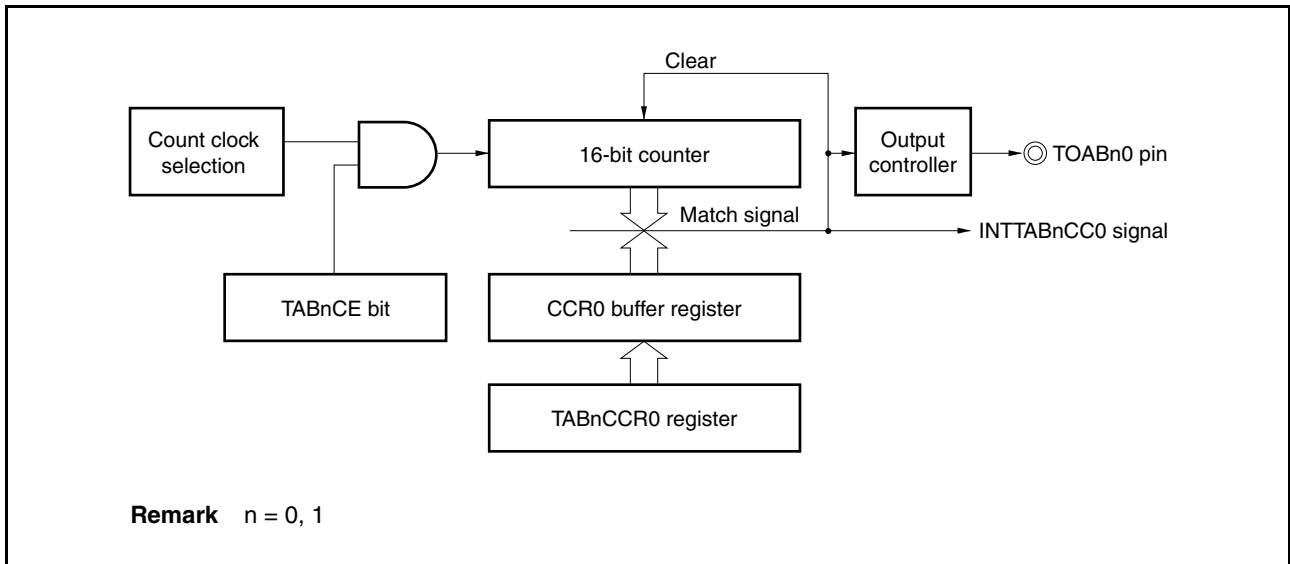 Clear
Count clock
selection
16-bit counter
Output
controller
TOABn0 pin
Match signal
INTTABnCC0 signal
TABnCE bit
CCR0 buffer register
TABnCCR0 register
Remark n = 0, 1